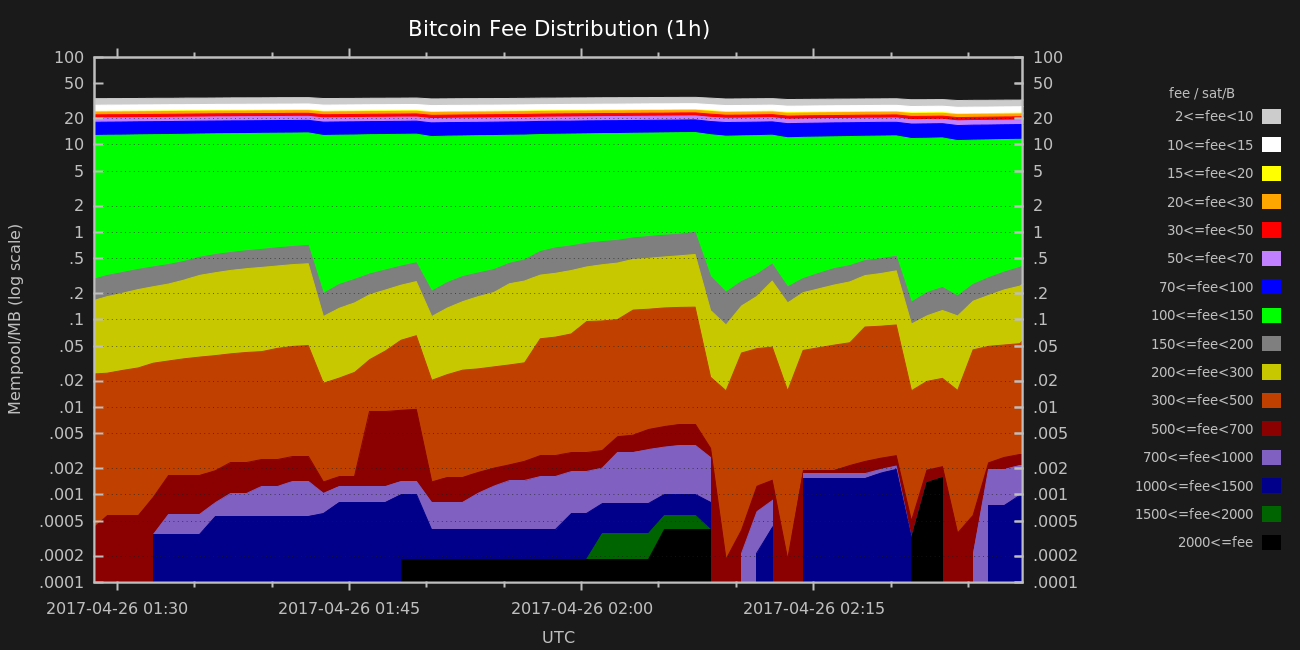 Bitcoin Fee Distribution (1h)
Mempool/MB (log scale)
100
50
20
10
5
2
1
.5
.2
.1
.05
.02
.01
.005
.002
.001
.0005
.0002
.0001
100
50
20
10
5
2
1
.5
.2
.1
.05
.02
.01
.005
.002
.001
.0005
.0002
.0001
fee / sat/B
2<=fee<10
10<=fee<15
15<=fee<20
20<=fee<30
30<=fee<50
50<=fee<70
70<=fee<100
100<=fee<150
150<=fee<200
200<=fee<300
300<=fee<500
500<=fee<700
700<=fee<1000
1000<=fee<1500
1500<=fee<2000
2000<=fee
2017-04-26 01:30
2017-04-26 01:45
2017-04-26 02:00
2017-04-26 02:15
UTC